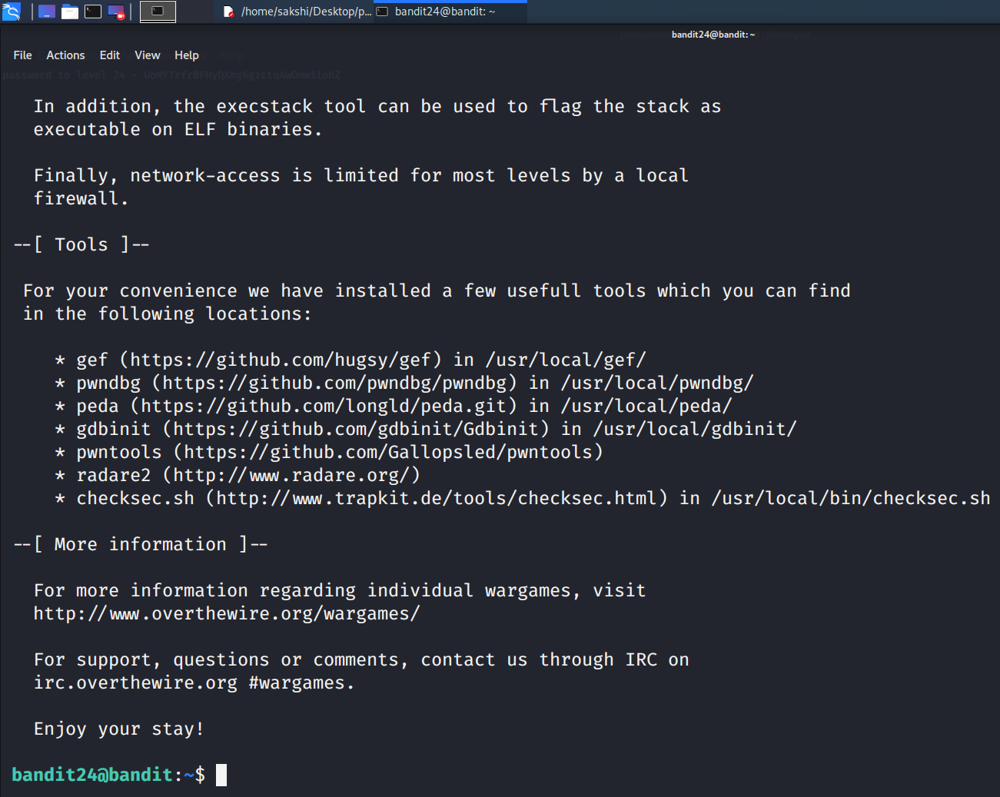 /home/sakshi/Desktop/p...
bandit24@bandit: ~
bandit24@bandit: ~
File Actions Edit View Help
In addition, the execstack tool can be used to flag the stack as
executable on ELF binaries.
Finally, network-access is limited for most levels by a local
firewall.
--[ Tools ]--
For your convenience we have installed a few usefull tools which you can find
in the following locations:
* gef (https://github.com/hugsy/gef) in /usr/local/gef/
* pwndbg (https://github.com/pwndbg/pwndbg) in /usr/local/pwndbg/
* peda (https://github.com/longld/peda.git) in /usr/local/peda/
* gdbinit (https://github.com/gdbinit/Gdbinit) in /usr/local/gdbinit/
* pwntools (https://github.com/Gallopsled/pwntools)
* radare2 (http://www.radare.org/)
* checksec.sh (http://www.trapkit.de/tools/checksec.html) in /usr/local/bin/checksec.sh
--[ More information ]--
For more information regarding individual wargames, visit
http://www.overthewire.org/wargames/
For support, questions or comments, contact us through IRC on
irc.overthewire.org #wargames.
Enjoy your stay!
bandit24@bandit:~$